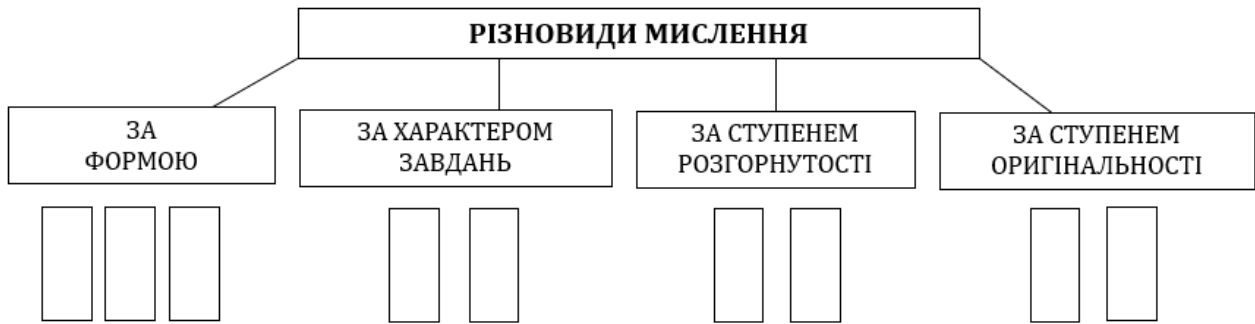 РІЗНОВИДИ МИСЛЕННЯ
ЗА
ФОРМОЮ
ЗА ХАРАКТЕРОМ
ЗАВДАНЬ
ЗА СТУПЕНЕМ
РОЗГОРНУТОСТІ
ЗА СТУПЕНЕМ
ОРИГІНАЛЬНОСТІ